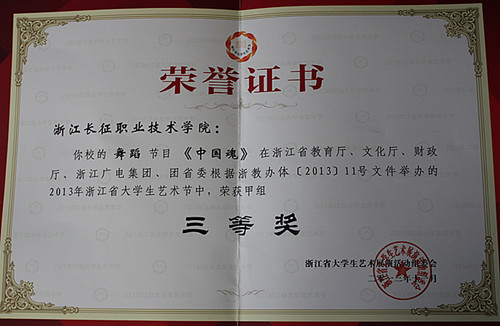 荣誉证书
浙江长征职业技术学院：
你校的 舞蹈 节目 《中国魂》 在浙江省教育厅、文化厅、财政
厅、浙江广电集团、团省委根据浙教办体〔2013〕11号文件举办的
2013年浙江省大学生艺术节中，荣获甲组
三等奖
浙江省大学生艺术展演活动组委会